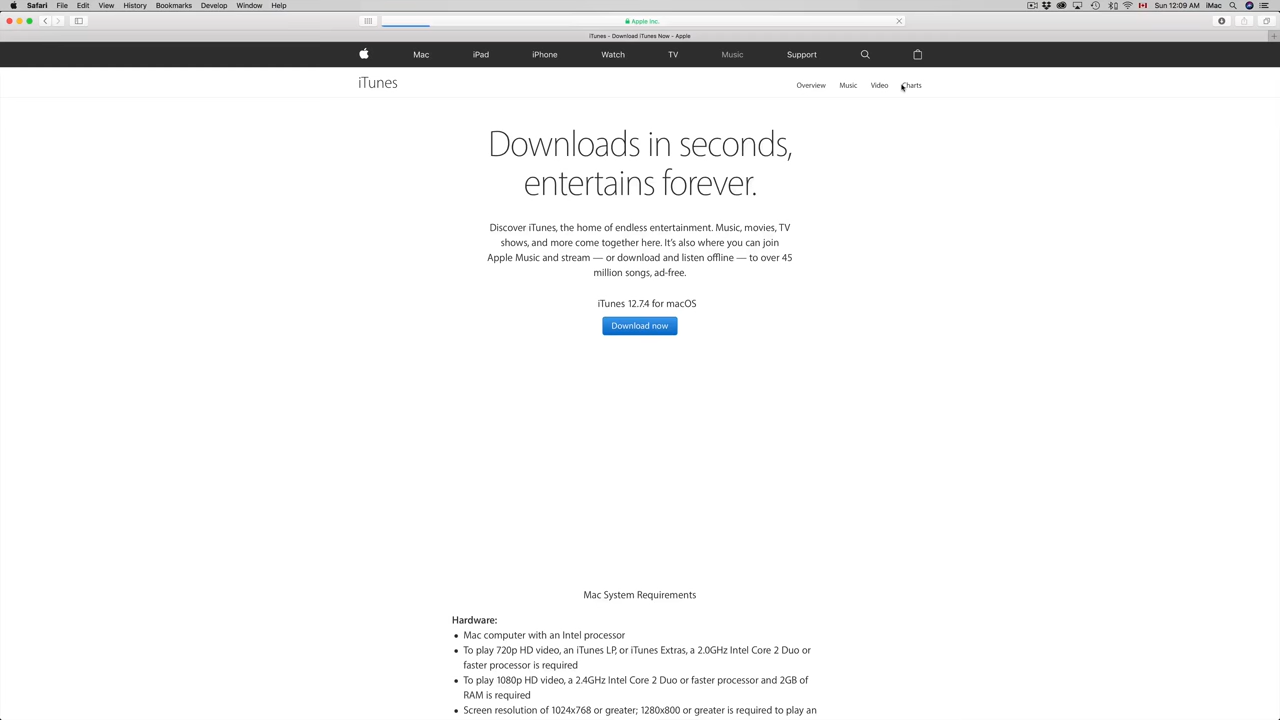 Safari File Edit View History Bookmarks Develop Window Help Sun 12:09 AM iMac
Apple Inc.
iTunes - Download iTunes Now - Apple
Mac iPad iPhone Watch TV Music Support
iTunes Overview Music Video Charts
Downloads in seconds,
entertains forever.
Discover iTunes, the home of endless entertainment. Music, movies, TV
shows, and more come together here. It's also where you can join
Apple Music and stream — or download and listen offline — to over 45
million songs, ad-free.
iTunes 12.7.4 for macOS
Download now
Mac System Requirements
Hardware:
• Mac computer with an Intel processor
• To play 720p HD video, an iTunes LP, or iTunes Extras, a 2.0GHz Intel Core 2 Duo or
faster processor is required
• To play 1080p HD video, a 2.4GHz Intel Core 2 Duo or faster processor and 2GB of
RAM is required
• Screen resolution of 1024x768 or greater; 1280x800 or greater is required to play an